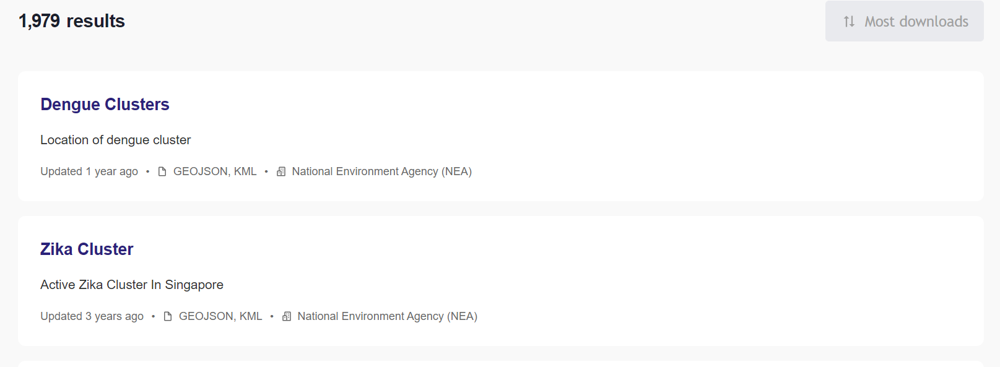 1,979 results
Most downloads
Dengue Clusters
Location of dengue cluster
Updated 1 year ago • GEOJSON, KML • National Environment Agency (NEA)
Zika Cluster
Active Zika Cluster In Singapore
Updated 3 years ago • GEOJSON, KML • National Environment Agency (NEA)